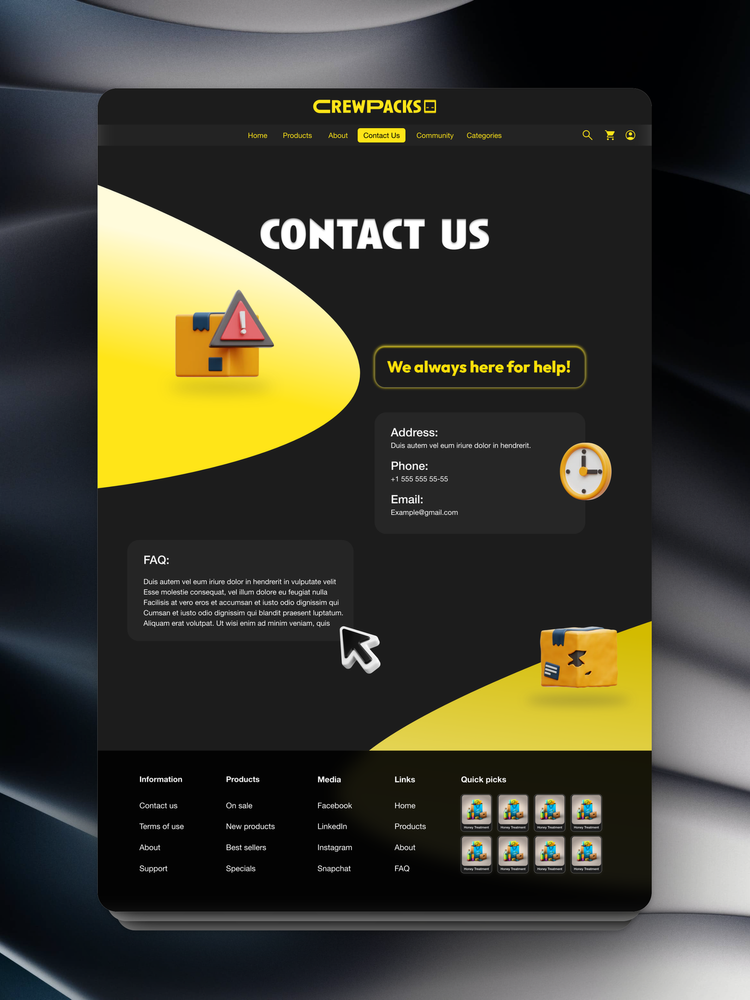 CREWPACKS
Home Products About Contact Us Community Categories
CONTACT US
We always here for help!
Address:
Duis autem vel eum iriure dolor in hendrerit.
Phone:
+1 555 555 55-55
Email:
Example@gmail.com
FAQ:
Duis autem vel eum iriure dolor in hendrerit in vulputate velit
Esse molestie consequat, vel illum dolore eu feugiat nulla
Facilisis at vero eros et accumsan et iusto odio dignissim qui
Cumsan et iusto odio dignissim qui blandit praesent luptatum.
Aliquam erat volutpat. Ut wisi enim ad minim veniam, quis
Information Products Media Links Quick picks
Contact us On sale Facebook Home
Terms of use New products LinkedIn Products
About Best sellers Instagram About
Support Specials Snapchat FAQ
Honey Treatment Honey Treatment Honey Treatment Honey Treatment
Honey Treatment Honey Treatment Honey Treatment Honey Treatment